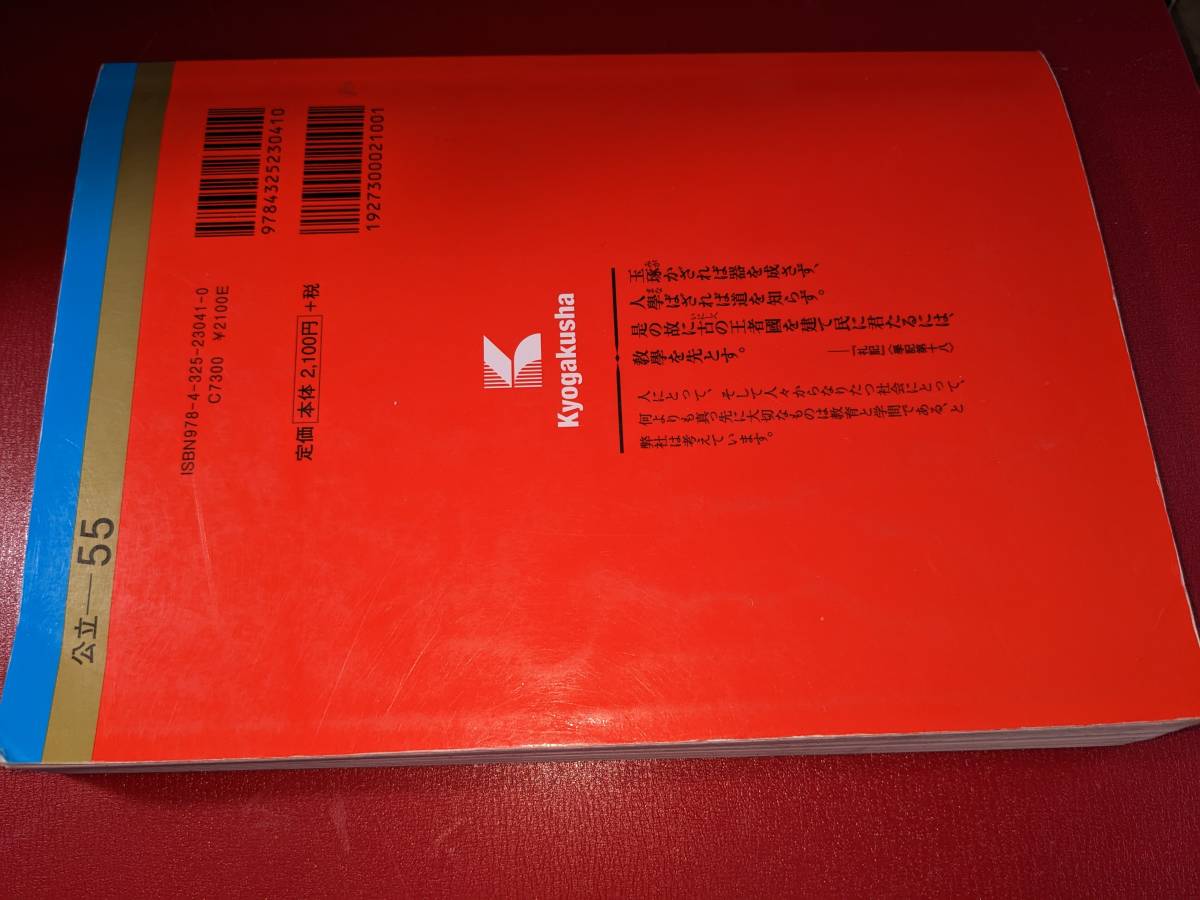 公立―55
ISBN978-4-325-23041-0
C7300 ¥2100E
9784325230410
1927300021001
定価 本体 2,100円 +税
Kyogakusha
玉琢かざれば器を成さず、
人學ばざれば道を知らず。
是の故に古の王者國を建て民に君たるには、
教學を先とす。
―『礼記』〈學記第十八〉
人にとって、そして人々からなりたつ社会にとって、
何よりも真っ先に大切なものは教育と学問である、と
弊社は考えています。